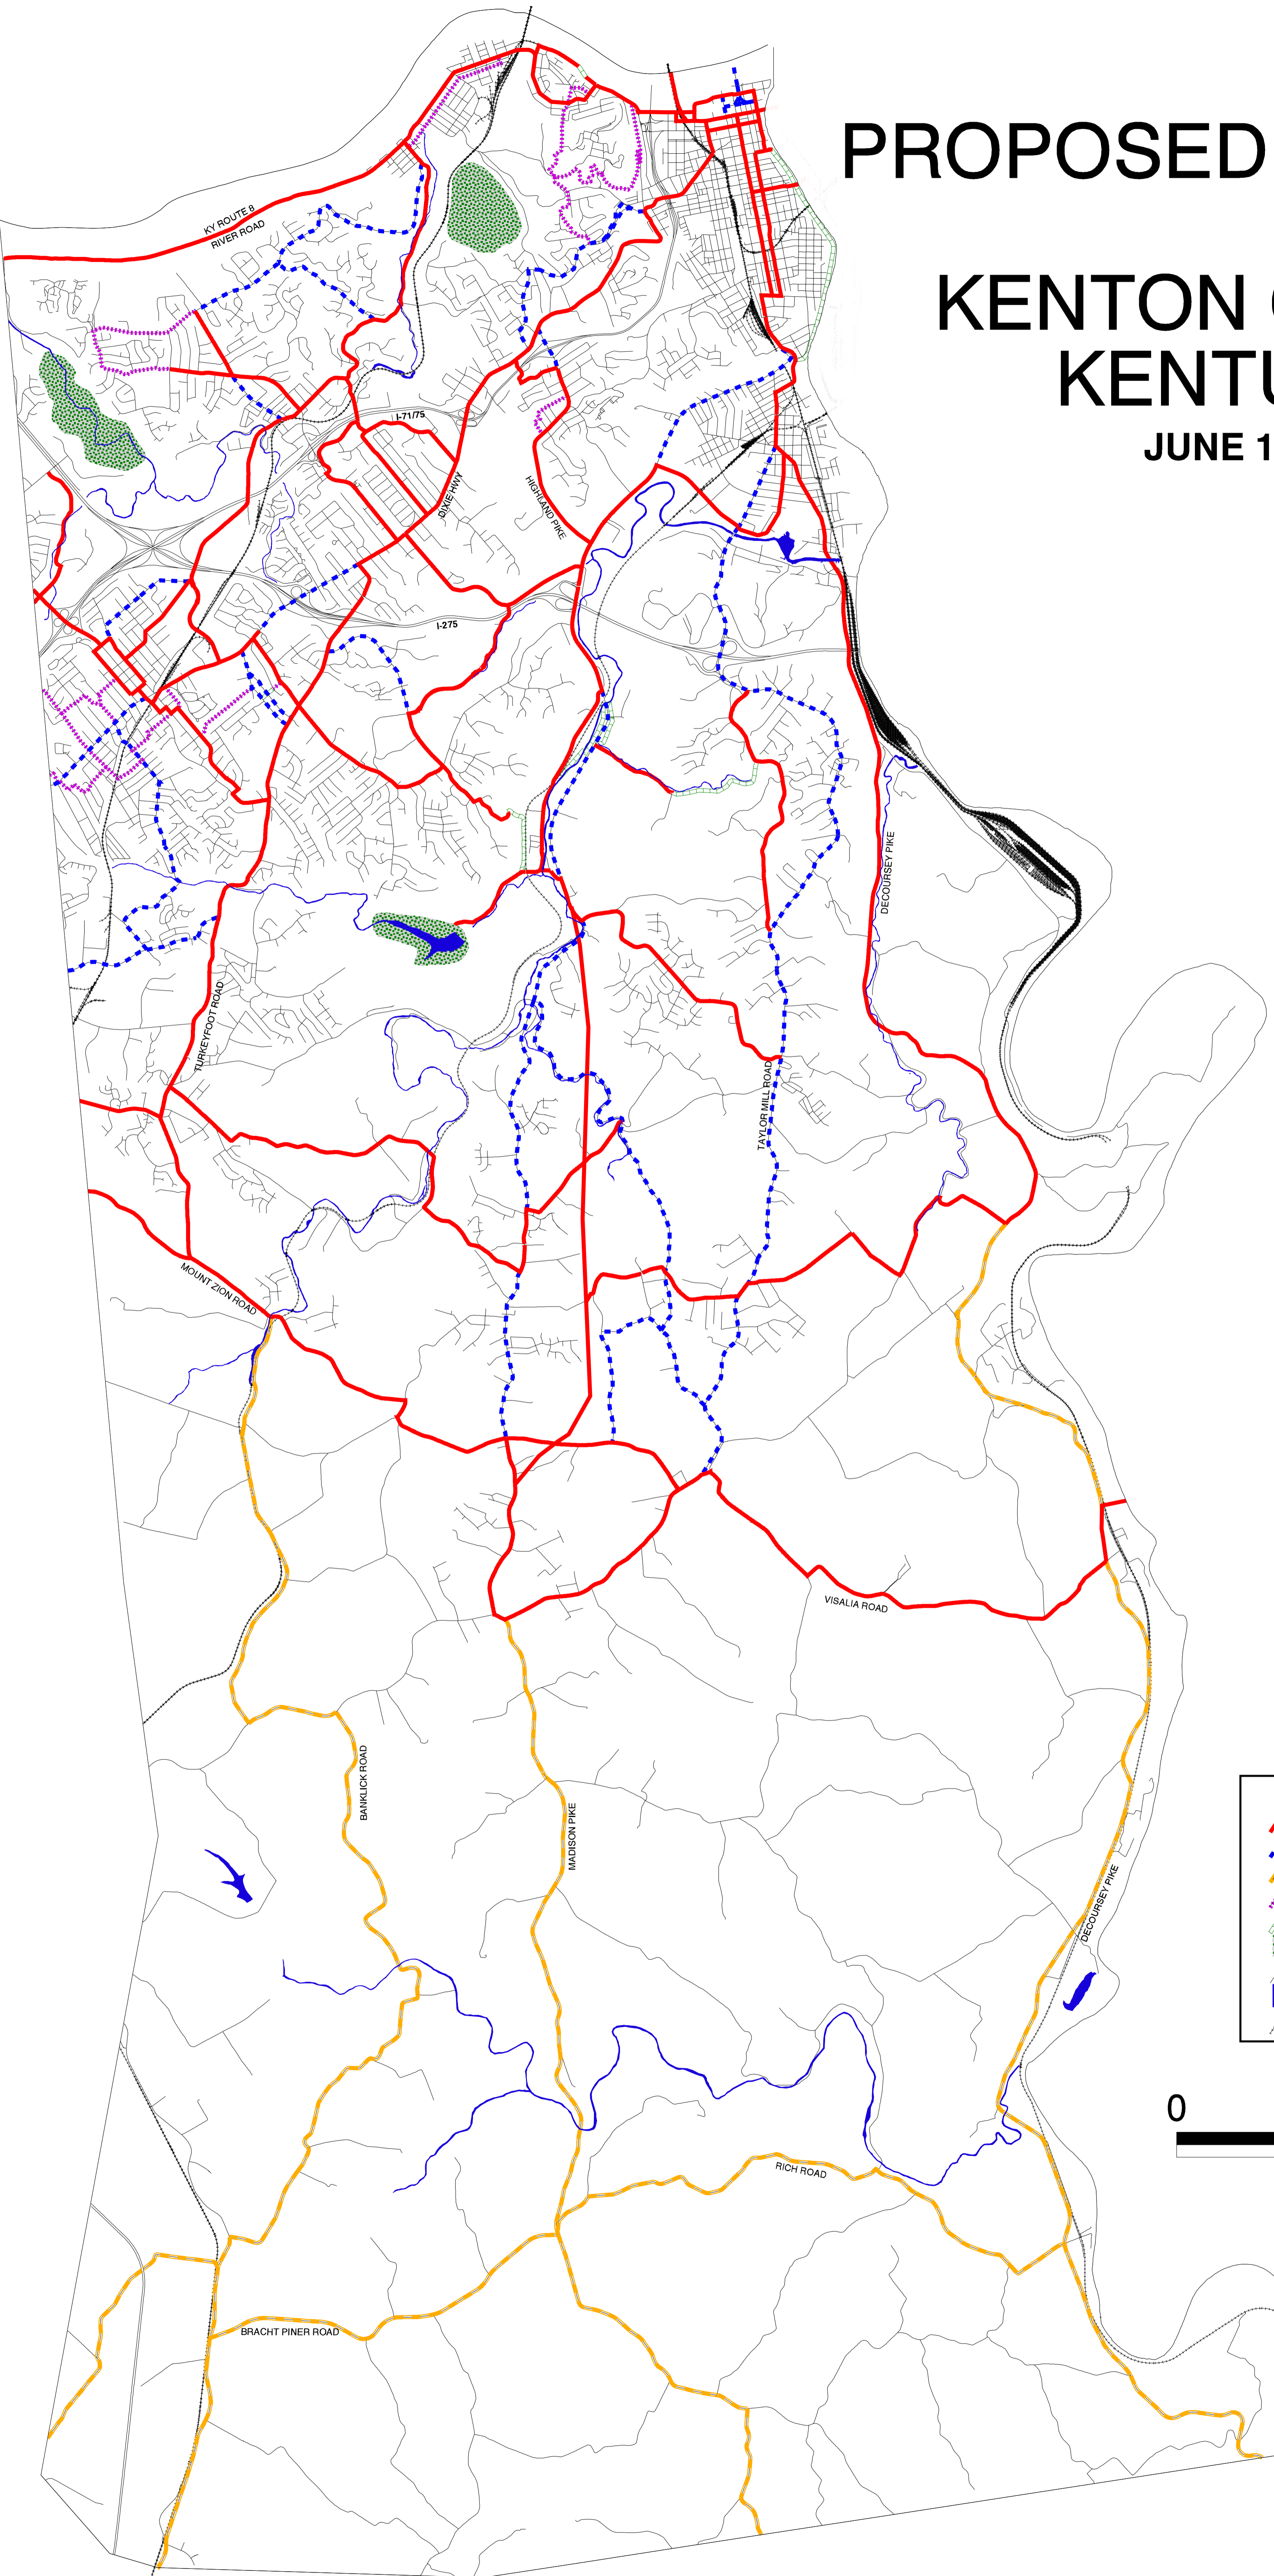 PROPOSED
KENTON
KENTU
JUNE 1
KY ROUTE 8
RIVER ROAD
I-71/75
DIXIE HWY
HIGHLAND PIKE
I-275
DECOURSEY PIKE
TURKEYFOOT ROAD
TAYLOR MILL ROAD
MOUNT ZION ROAD
VISALIA ROAD
BANKLICK ROAD
MADISON PIKE
DECOURSEY PIKE
0
RICH ROAD
BRACHT PINER ROAD